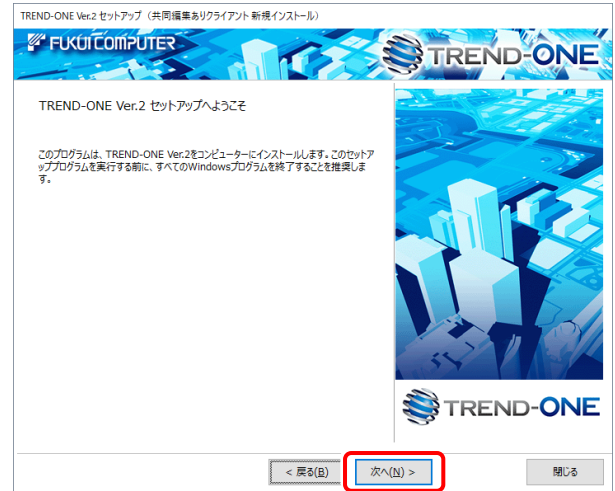 TREND-ONE Ver.2 セットアップ（共同編集ありクライアント 新規インストール）
FUKUI COMPUTER
TREND-ONE
TREND-ONE Ver.2 セットアップへようこそ
このプログラムは、TREND-ONE Ver.2をコンピューターにインストールします。このセットア
ッププログラムを実行する前に、すべてのWindowsプログラムを終了することを推奨しま
す。
TREND-ONE
< 戻る(B)
次へ(N) >
閉じる